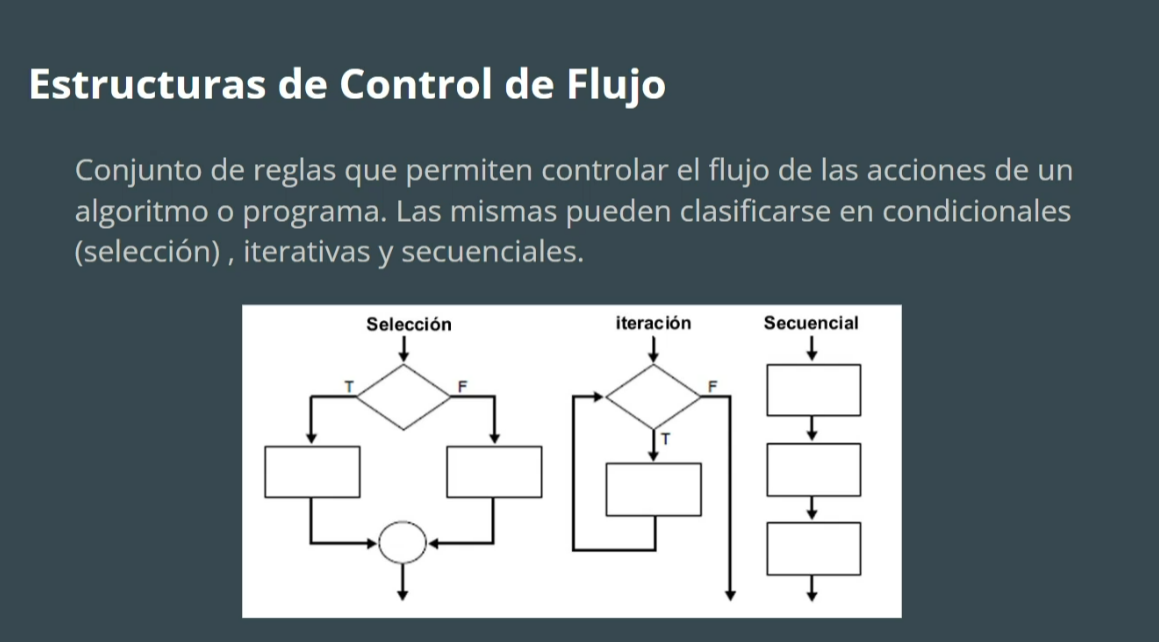 Estructuras de Control de Flujo
Conjunto de reglas que permiten controlar el flujo de las acciones de un
algoritmo o programa. Las mismas pueden clasificarse en condicionales
(selección) , iterativas y secuenciales.
Selección
T
F
iteración
F
T
Secuencial